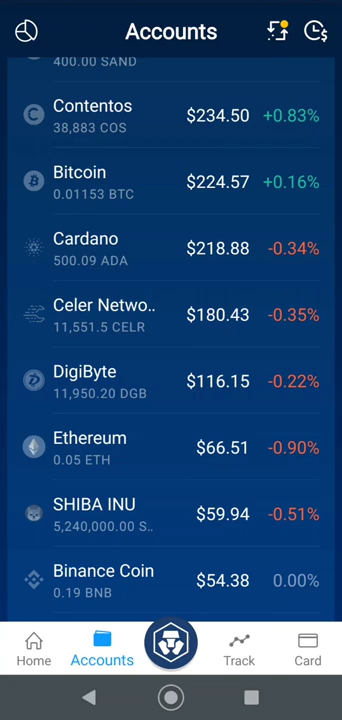 Accounts
400.00 SAND
Contentos
38,883 COS
$234.50 +0.83%
Bitcoin
0.01153 BTC
$224.57 +0.16%
Cardano
500.09 ADA
$218.88 -0.34%
Celer Netwo..
11,551.5 CELR
$180.43 -0.35%
DigiByte
11,950.20 DGB
$116.15 -0.22%
Ethereum
0.05 ETH
$66.51 -0.90%
SHIBA INU
5,240,000.00 S..
$59.94 -0.51%
Binance Coin
0.19 BNB
$54.38 0.00%
Home Accounts Track Card